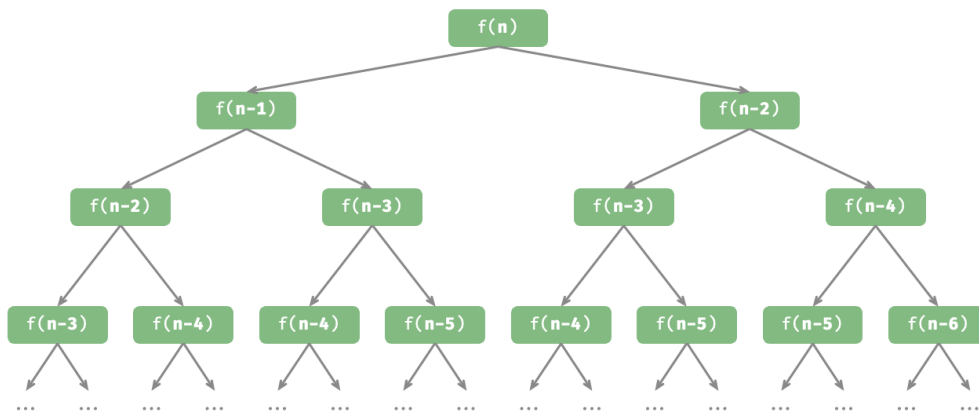 f(n)
f(n-1) f(n-2)
f(n-2) f(n-3) f(n-3) f(n-4)
f(n-3) f(n-4) f(n-4) f(n-5) f(n-4) f(n-5) f(n-5) f(n-6)
... ... ... ... ... ... ... ... ... ... ... ... ... ... ... ...